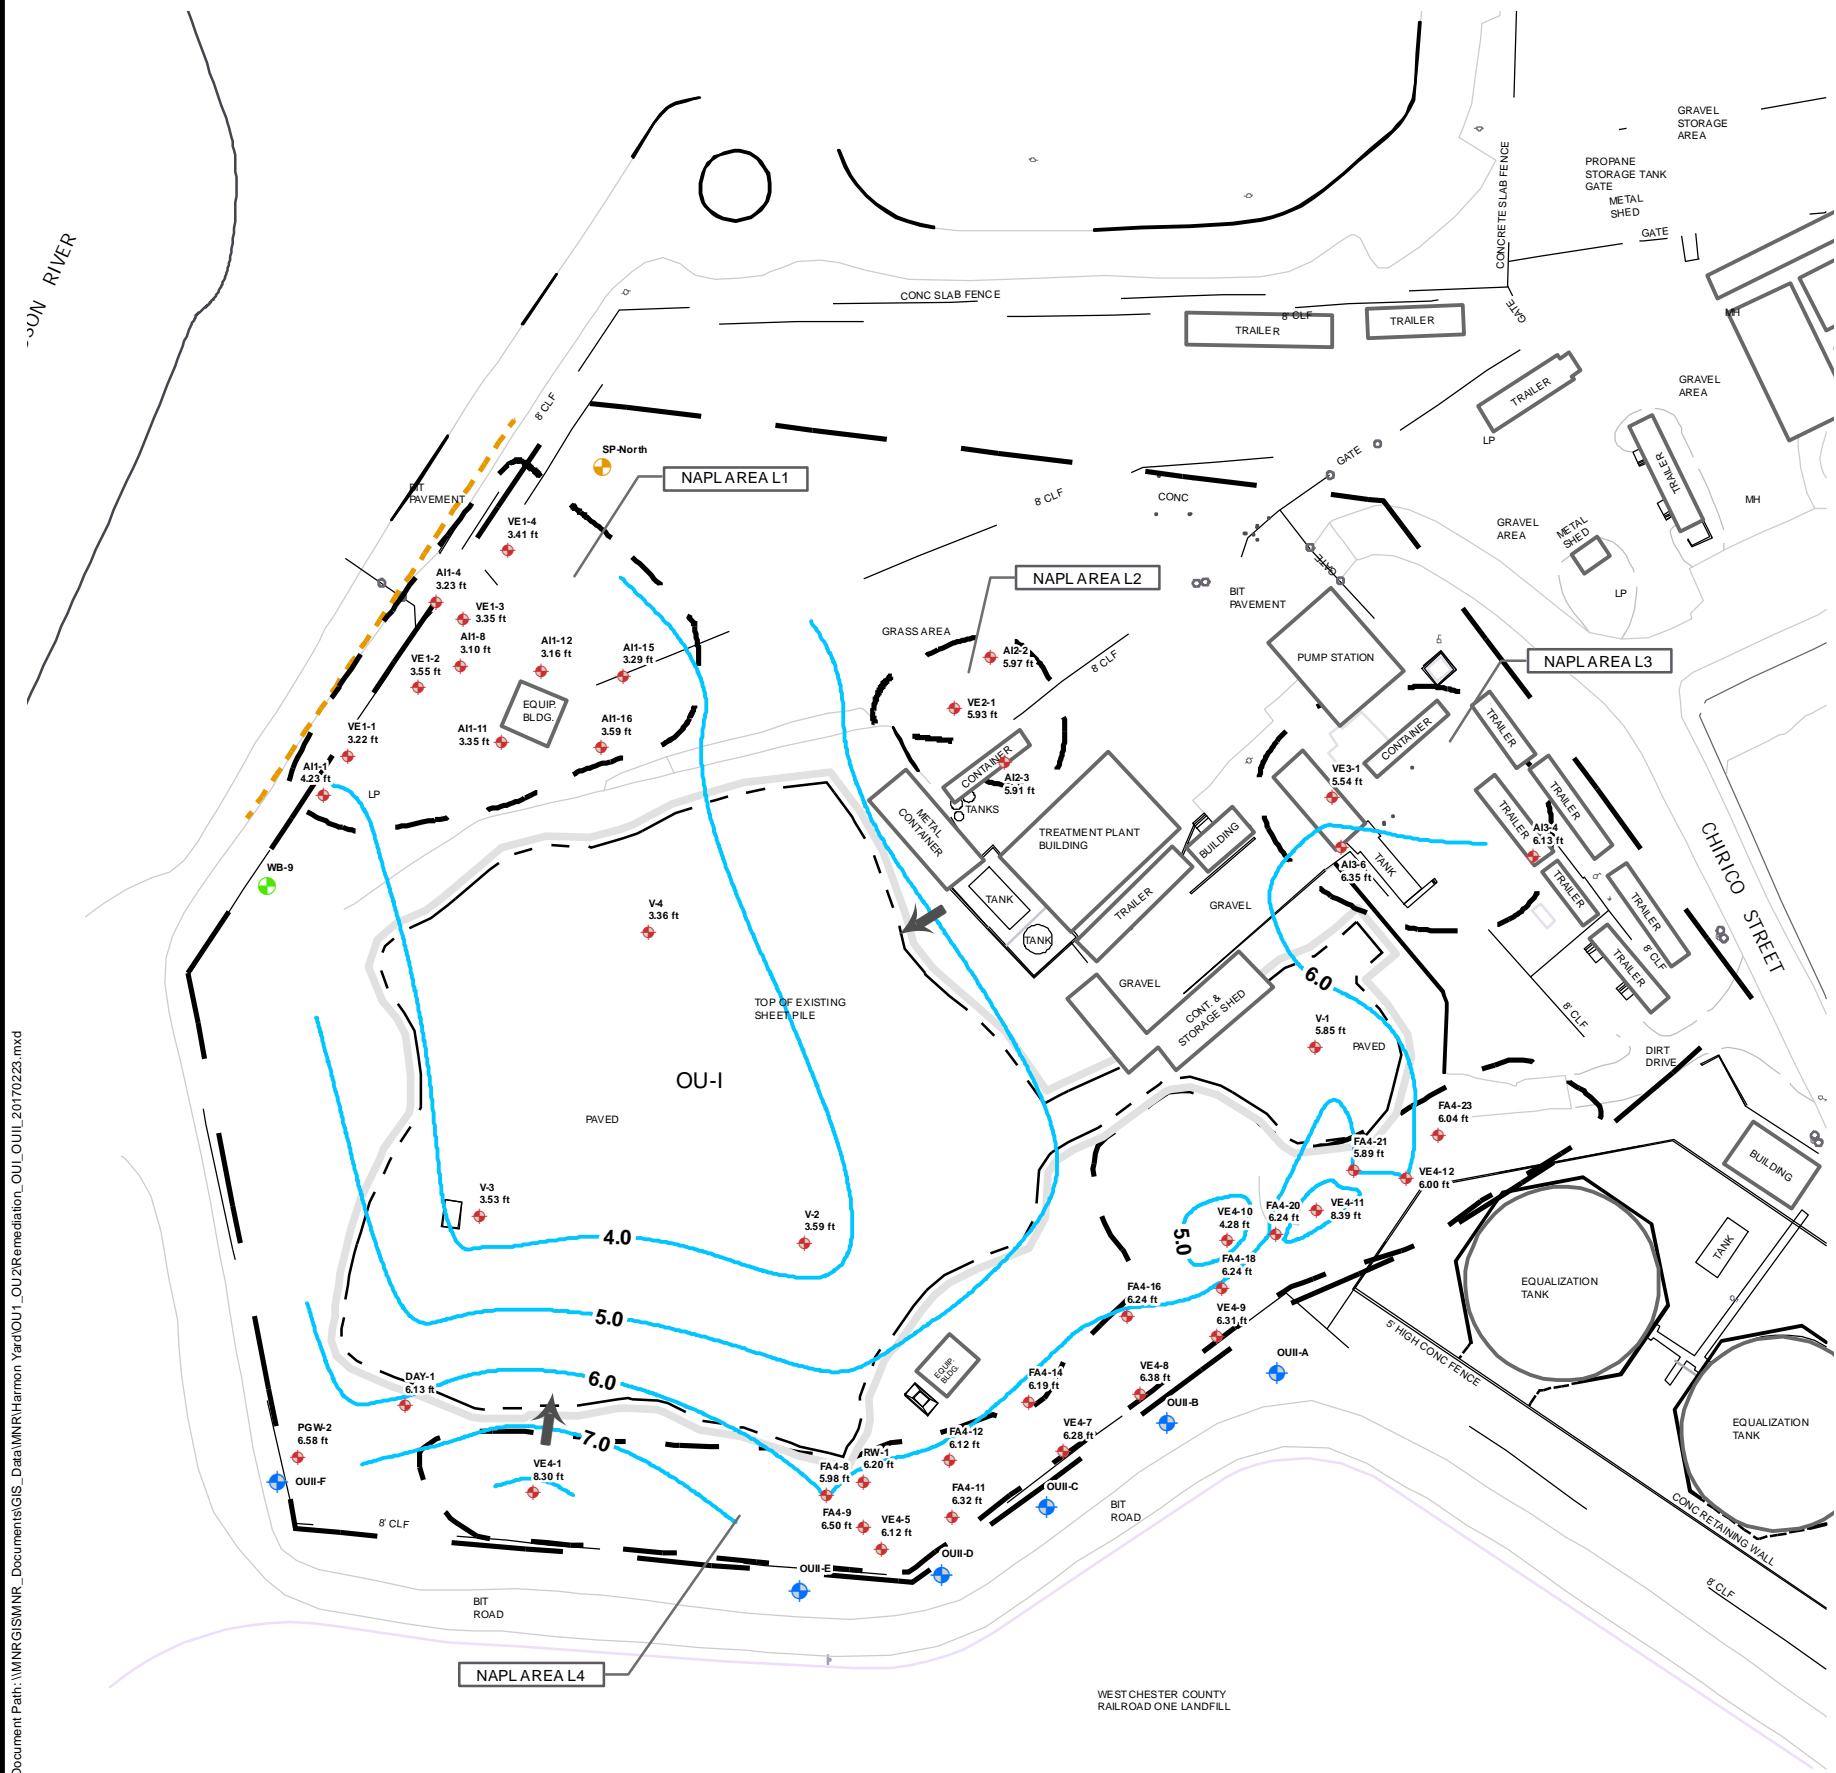 GRAVEL
STORAGE
AREA
PROPANE
STORAGE TANK
GATE
METAL
SHED
GATE
CONCRETE SLAB FENCE
SON RIVER
CONC SLAB FENCE
8' CLF
TRAILER
TRAILER
GATE
MH
TRAILER
GRAVEL
AREA
LP
8' CLF
SP-North
NAPL AREA L1
BIT
PAVEMENT
8' CLF
CONC
GATE
TRAILER
MH
GRAVEL
AREA
METAL
SHED
LP
VE1-4
3.41 ft
AI1-4
3.23 ft
VE1-3
3.35 ft
AI1-8
3.10 ft
VE1-2
3.55 ft
AI1-12
3.16 ft
AI1-15
3.29 ft
EQUIP.
BLDG.
VE1-1
3.22 ft
AI1-11
3.35 ft
AI1-16
3.59 ft
AI1-1
4.23 ft
LP
WB-9
NAPL AREA L2
GRASS AREA
AI2-2
5.97 ft
8' CLF
VE2-1
5.93 ft
CONTAINER
AI2-3
5.91 ft
TANKS
METAL
CONTAINER
TREATMENT PLANT
BUILDING
BUILDING
TANK
TANK
TRAILER
BIT
PAVEMENT
GATE
PUMP STATION
NAPL AREA L3
CONTAINER
TRAILER
TRAILER
TRAILER
VE3-1
5.54 ft
AI3-4
6.13 ft
AI3-6
6.35 ft
TANK
TRAILER
TRAILER
TRAILER
8' CLF
8' CLF
CHIRICO STREET
GRAVEL
GRAVEL
CONT. &
STORAGE SHED
6.0
V-1
5.85 ft
PAVED
DIRT
DRIVE
V-4
3.36 ft
TOP OF EXISTING
SHEET PILE
OU-I
PAVED
V-3
3.53 ft
V-2
3.59 ft
4.0
5.0
6.0
7.0
FA4-23
6.04 ft
FA4-21
5.89 ft
VE4-12
6.00 ft
BUILDING
VE4-10
4.28 ft
FA4-20
6.24 ft
VE4-11
8.39 ft
5.0
FA4-18
6.24 ft
FA4-16
6.24 ft
VE4-9
6.31 ft
TANK
EQUALIZATION
TANK
5' HIGH CONC FENCE
OUII-A
EQUIP.
BLDG.
FA4-14
6.19 ft
VE4-8
6.38 ft
OUII-B
DAY-1
6.13 ft
PGW-2
6.58 ft
OUII-F
VE4-1
8.30 ft
FA4-8
5.98 ft
RW-1
6.20 ft
FA4-12
6.12 ft
VE4-7
6.28 ft
FA4-11
6.32 ft
OUII-C
FA4-9
6.50 ft
VE4-5
6.12 ft
OUII-D
OUII-E
BIT
ROAD
EQUALIZATION
TANK
CONC RETAINING WALL
8' CLF
8' CLF
BIT
ROAD
NAPL AREA L4
WESTCHESTER COUNTY
RAILROAD ONE LANDFILL
Document Path: \\MNRGIS\MNR_Documents\GIS_Data\MNR\Harmon Yard\OU1_OU2\Remediation_OUI_OUII_20170223.mxd